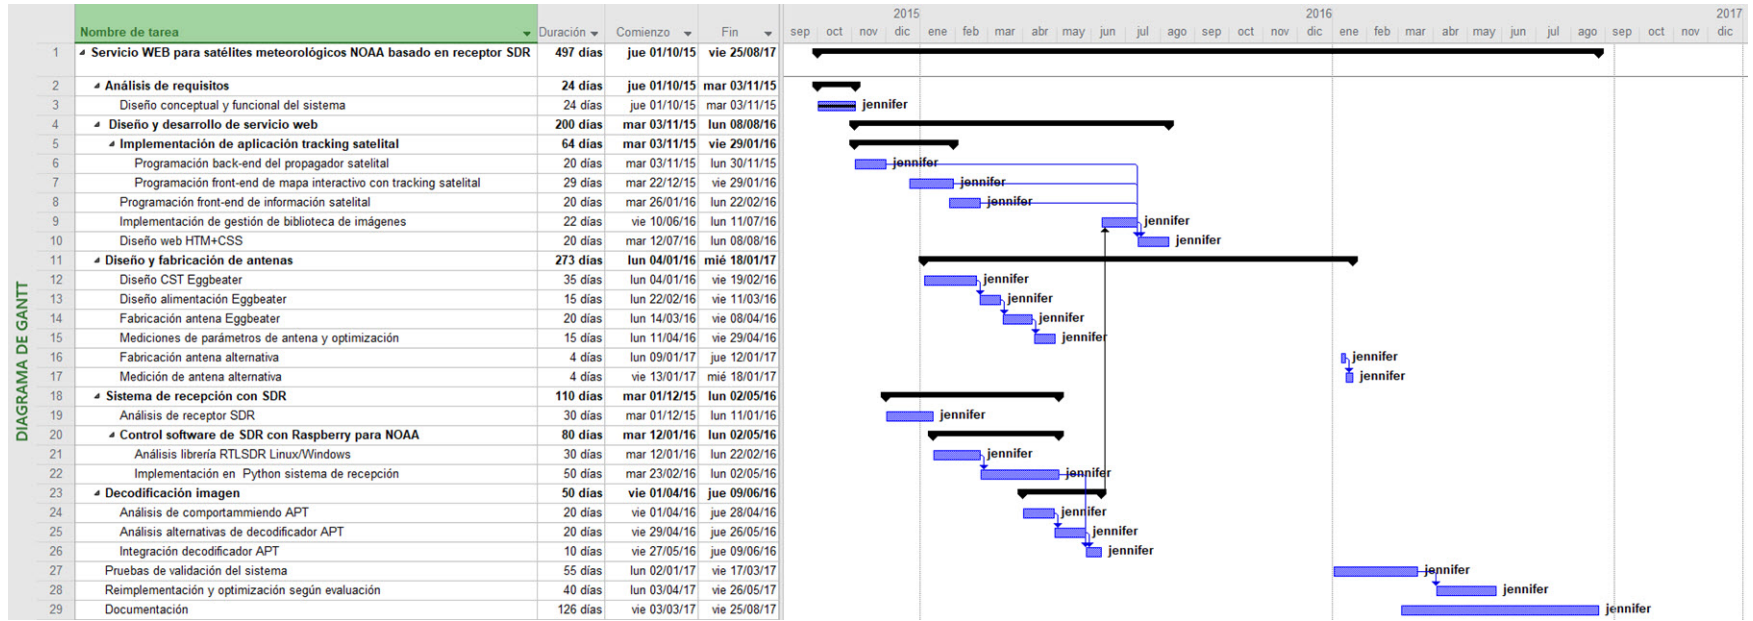 2015 2016 2017
Nombre de tarea Duración Comienzo Fin sep oct nov dic ene feb mar abr may jun jul ago sep oct nov dic ene feb mar abr may jun jul ago sep oct nov dic
1 Servicio WEB para satélites meteorológicos NOAA basado en receptor SDR 497 días jue 01/10/15 vie 25/08/17
2 Análisis de requisitos 24 días jue 01/10/15 mar 03/11/15
3 Diseño conceptual y funcional del sistema 24 días jue 01/10/15 mar 03/11/15 jennifer
4 Diseño y desarrollo de servicio web 200 días mar 03/11/15 lun 08/08/16
5 Implementación de aplicación tracking satelital 64 días mar 03/11/15 vie 29/01/16
6 Programación back-end del propagador satelital 20 días mar 03/11/15 lun 30/11/15 jennifer
7 Programación front-end de mapa interactivo con tracking satelital 29 días mar 22/12/15 vie 29/01/16 jennifer
8 Programación front-end de información satelital 20 días mar 26/01/16 lun 22/02/16 jennifer
9 Implementación de gestión de biblioteca de imágenes 22 días vie 10/06/16 lun 11/07/16 jennifer
10 Diseño web HTM+CSS 20 días mar 12/07/16 lun 08/08/16 jennifer
11 Diseño y fabricación de antenas 273 días lun 04/01/16 mié 18/01/17
12 Diseño CST Eggbeater 35 días lun 04/01/16 vie 19/02/16 jennifer
13 Diseño alimentación Eggbeater 15 días lun 22/02/16 vie 11/03/16 jennifer
14 Fabricación antena Eggbeater 20 días lun 14/03/16 vie 08/04/16 jennifer
15 Mediciones de parámetros de antena y optimización 15 días lun 11/04/16 vie 29/04/16 jennifer
16 Fabricación antena alternativa 4 días lun 09/01/17 jue 12/01/17 jennifer
17 Medición de antena alternativa 4 días vie 13/01/17 mié 18/01/17 jennifer
18 Sistema de recepción con SDR 110 días mar 01/12/15 lun 02/05/16
19 Análisis de receptor SDR 30 días mar 01/12/15 lun 11/01/16 jennifer
20 Control software de SDR con Raspberry para NOAA 80 días mar 12/01/16 lun 02/05/16
21 Análisis librería RTLSDR Linux/Windows 30 días mar 12/01/16 lun 22/02/16 jennifer
22 Implementación en Python sistema de recepción 50 días mar 23/02/16 lun 02/05/16 jennifer
23 Decodificación imagen 50 días vie 01/04/16 jue 09/06/16
24 Análisis de comportammiendo APT 20 días vie 01/04/16 jue 28/04/16 jennifer
25 Análisis alternativas de decodificador APT 20 días vie 29/04/16 jue 26/05/16 jennifer
26 Integración decodificador APT 10 días vie 27/05/16 jue 09/06/16 jennifer
27 Pruebas de validación del sistema 55 días lun 02/01/17 vie 17/03/17 jennifer
28 Reimplementación y optimización según evaluación 40 días lun 03/04/17 vie 26/05/17 jennifer
29 Documentación 126 días vie 03/03/17 vie 25/08/17 jennifer
DIAGRAMA DE GANTT